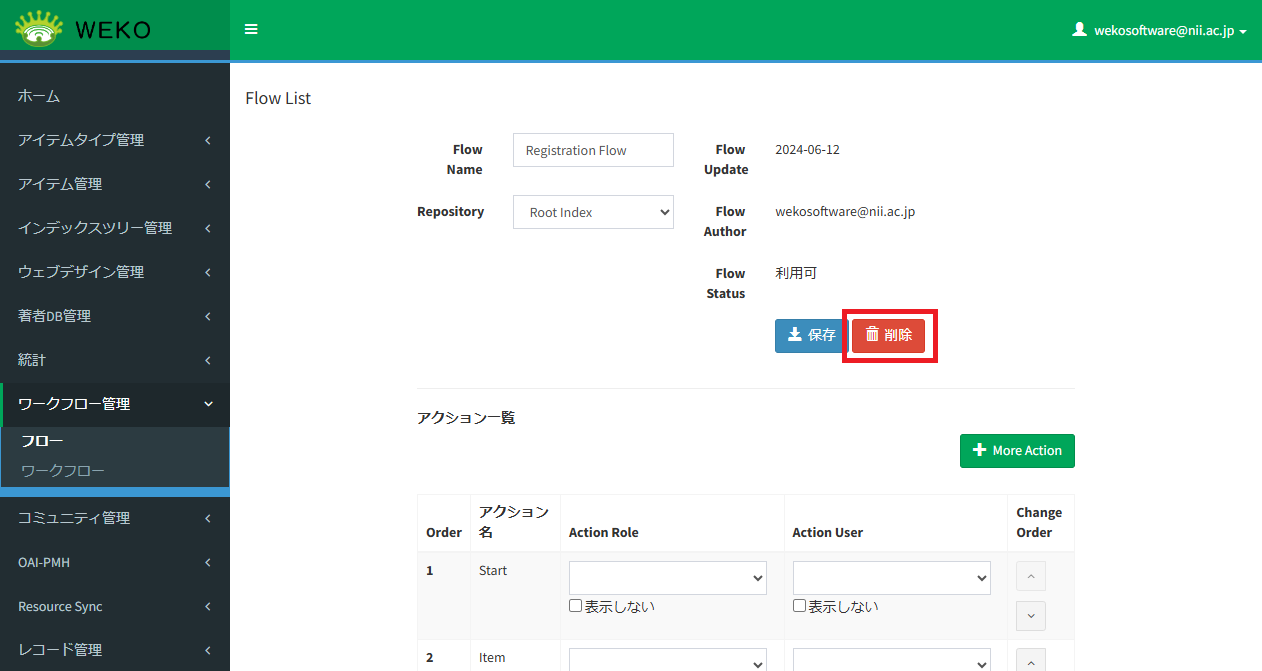 WEKO
wekosoftware@nii.ac.jp
ホーム
アイテムタイプ管理
アイテム管理
インデックスツリー管理
ウェブデザイン管理
著者DB管理
統計
ワークフロー管理
フロー
ワークフロー
コミュニティ管理
OAI-PMH
Resource Sync
レコード管理
Flow List
Flow
Name
Registration Flow
Flow
Update
2024-06-12
Repository
Root Index
Flow
Author
wekosoftware@nii.ac.jp
Flow
Status
利用可
保存
削除
アクション一覧
More Action
Order
アクション
名
Action Role
Action User
Change
Order
1
Start
表示しない
表示しない
2
Item